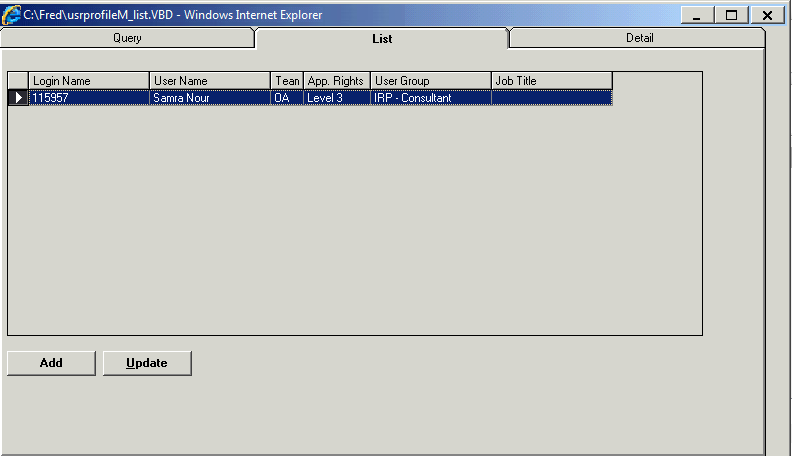 C:\Fred\usrprofileM_list.VBD - Windows Internet Explorer
Query List Detail
Login Name User Name Tean App. Rights User Group Job Title
115957 Samra Nour OA Level 3 IRP - Consultant
Add Update